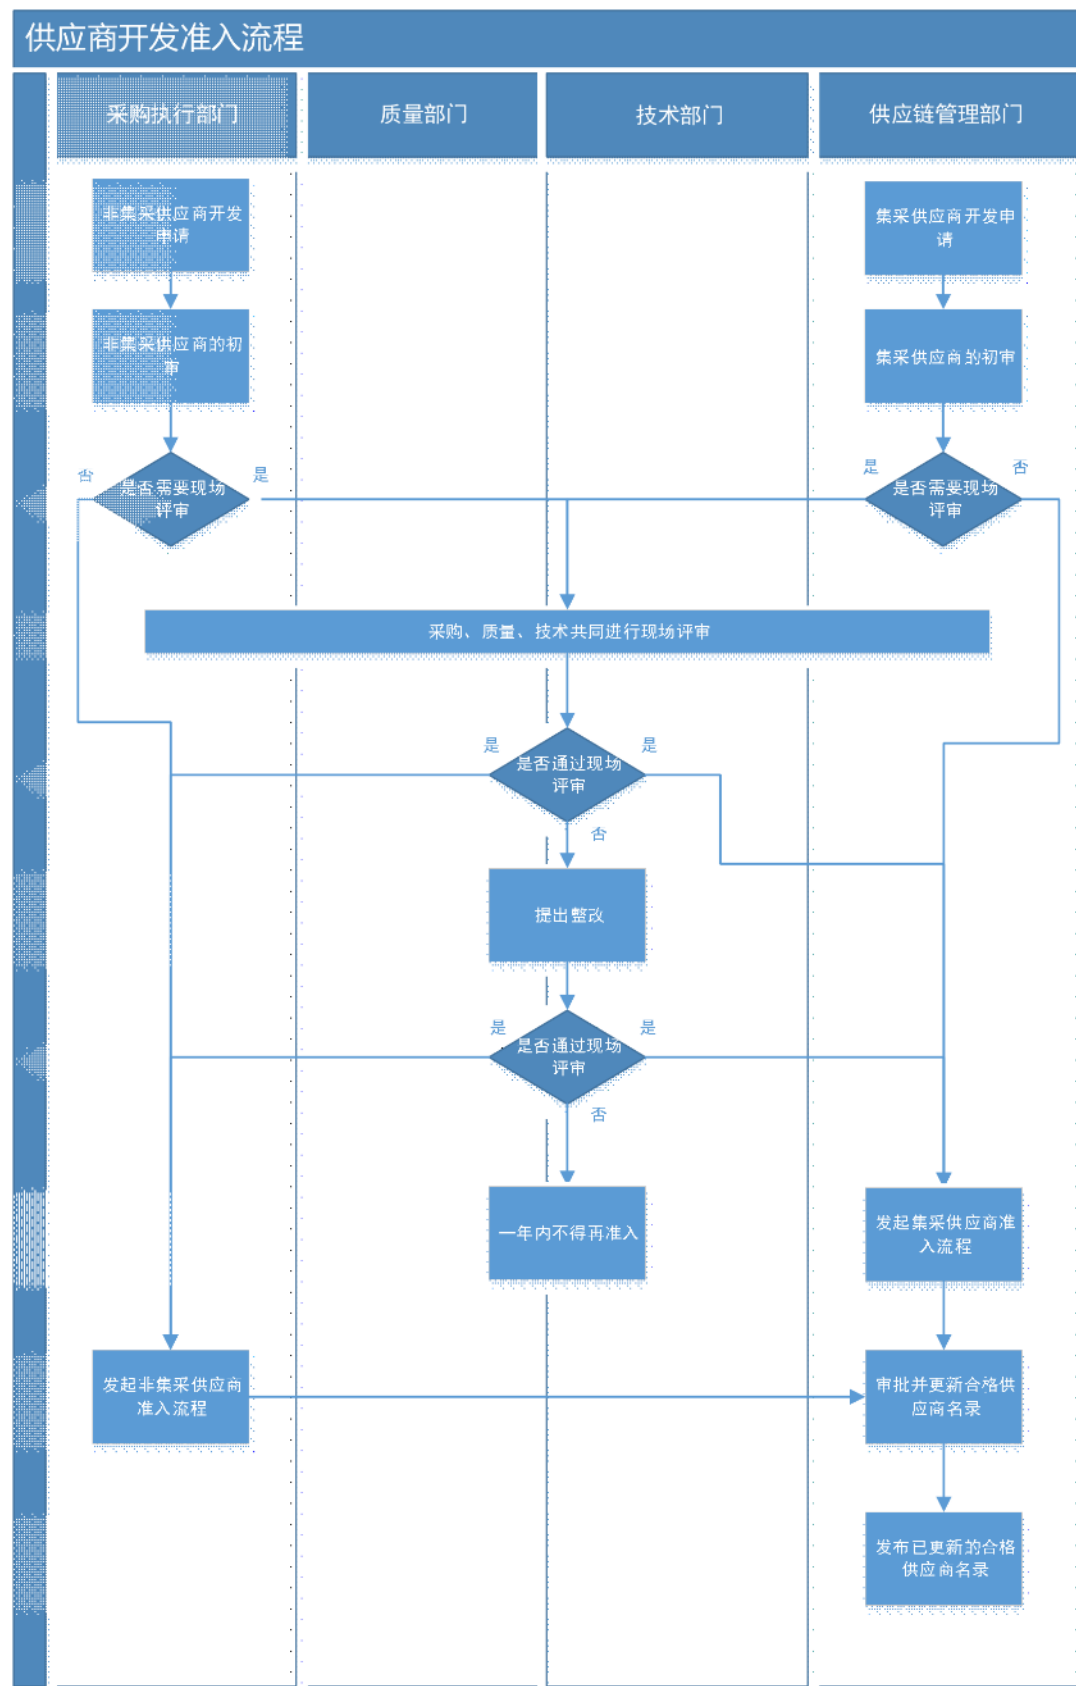 供应商开发准入流程
采购执行部门
质量部门
技术部门
供应链管理部门
非集采供应商开发
申请
集采供应商开发申
请
非集采供应商的初
审
集采供应商的初审
否
是
是
否
是否需要现场
评审
是否需要现场
评审
采购、质量、技术共同进行现场评审
是
是
是否通过现场
评审
否
提出整改
是
是
是否通过现场
评审
否
一年内不得再准入
发起集采供应商准
入流程
发起非集采供应商
准入流程
审批并更新合格供
应商名录
发布已更新的合格
供应商名录